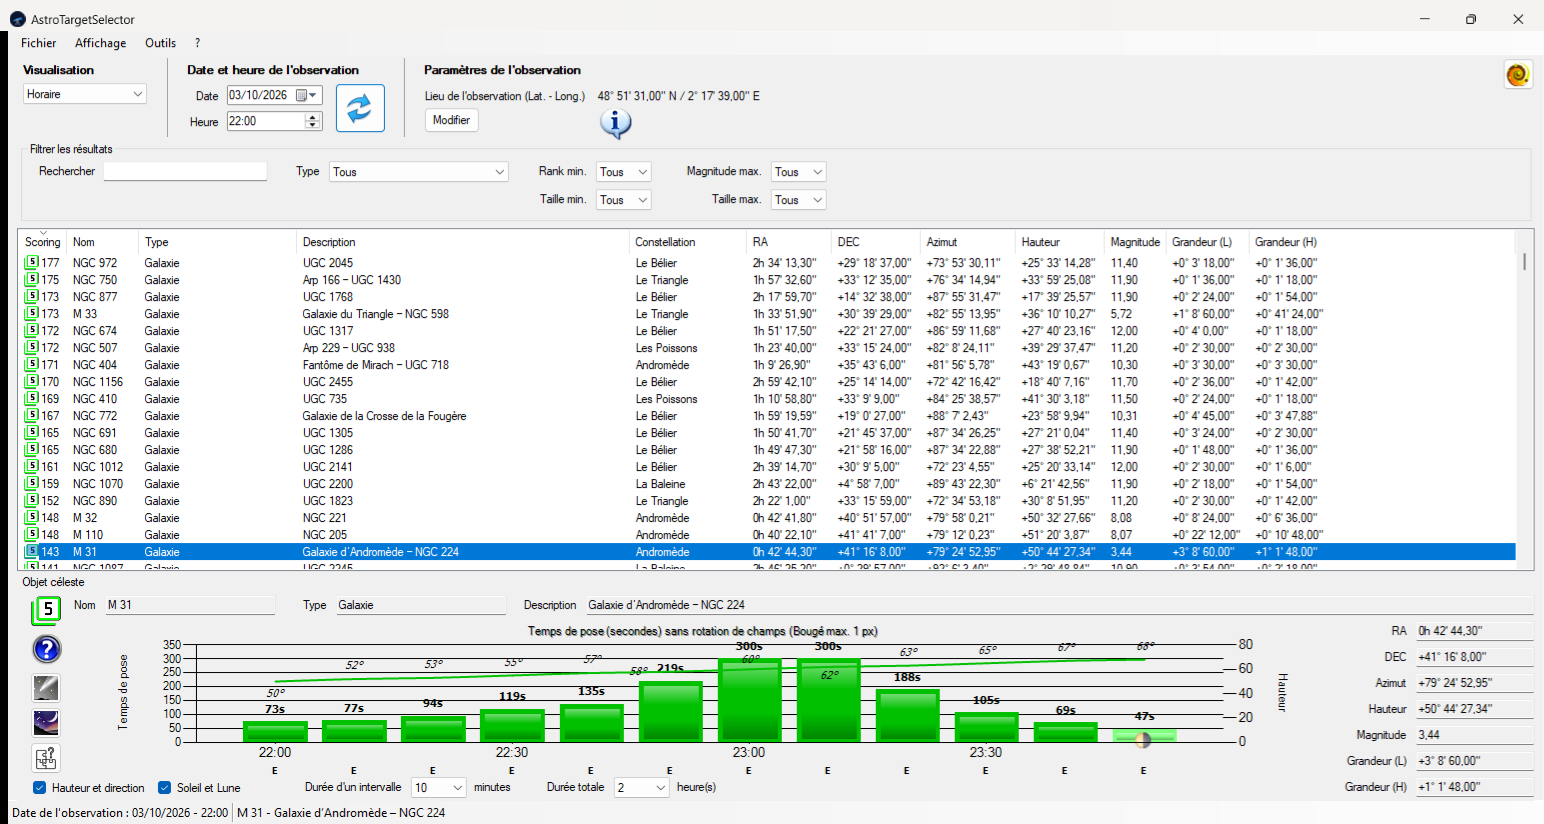 AstroTargetSelector
Fichier Affichage Outils ?
Visualisation Date et heure de l'observation Paramètres de l'observation
Horaire Date 03/10/2026 Lieu de l'observation (Lat. - Long.) 48° 51' 31,00'' N / 2° 17' 39,00'' E
Heure 22:00 Modifier
Filtrer les résultats
Rechercher Type Tous Rank min. Tous Magnitude max. Tous
Taille min. Tous Taille max. Tous
Scoring Nom Type Description Constellation RA DEC Azimut Hauteur Magnitude Grandeur (L) Grandeur (H)
5 177 NGC 972 Galaxie UGC 2045 Le Bélier 2h 34' 13,30'' +29° 18' 37,00'' +73° 53' 30,11'' +25° 33' 14,28'' 11,40 +0° 3' 18,00'' +0° 1' 36,00''
5 175 NGC 750 Galaxie Arp 166 – UGC 1430 Le Triangle 1h 57' 32,60'' +33° 12' 35,00'' +76° 34' 14,94'' +33° 59' 25,08'' 11,90 +0° 1' 36,00'' +0° 1' 18,00''
5 173 NGC 877 Galaxie UGC 1768 Le Bélier 2h 17' 59,70'' +14° 32' 38,00'' +87° 55' 31,47'' +17° 39' 25,57'' 11,90 +0° 2' 24,00'' +0° 1' 54,00''
5 173 M 33 Galaxie Galaxie du Triangle – NGC 598 Le Triangle 1h 33' 51,90'' +30° 39' 29,00'' +82° 55' 13,95'' +36° 10' 10,27'' 5,72 +1° 8' 60,00'' +0° 41' 24,00''
5 172 NGC 674 Galaxie UGC 1317 Le Bélier 1h 51' 17,50'' +22° 21' 27,00'' +86° 59' 11,68'' +27° 40' 23,16'' 12,00 +0° 4' 0,00'' +0° 1' 18,00''
5 172 NGC 507 Galaxie Arp 229 – UGC 938 Les Poissons 1h 23' 40,00'' +33° 15' 24,00'' +82° 8' 24,11'' +39° 29' 37,47'' 11,20 +0° 2' 30,00'' +0° 2' 30,00''
5 171 NGC 404 Galaxie Fantôme de Mirach – UGC 718 Andromède 1h 9' 26,90'' +35° 43' 6,00'' +81° 56' 5,78'' +43° 19' 0,67'' 10,30 +0° 3' 30,00'' +0° 3' 30,00''
5 170 NGC 1156 Galaxie UGC 2455 Le Bélier 2h 59' 42,10'' +25° 14' 14,00'' +72° 42' 16,42'' +18° 40' 7,16'' 11,70 +0° 2' 36,00'' +0° 1' 42,00''
5 169 NGC 410 Galaxie UGC 735 Les Poissons 1h 10' 58,80'' +33° 9' 9,00'' +84° 25' 38,57'' +41° 30' 3,18'' 11,50 +0° 2' 24,00'' +0° 1' 18,00''
5 167 NGC 772 Galaxie Galaxie de la Crosse de la Fougère Le Bélier 1h 59' 19,59'' +19° 0' 27,00'' +88° 7' 2,43'' +23° 58' 9,94'' 10,31 +0° 4' 45,00'' +0° 3' 47,88''
5 165 NGC 691 Galaxie UGC 1305 Le Bélier 1h 50' 41,70'' +21° 45' 37,00'' +87° 34' 26,25'' +27° 21' 0,04'' 11,40 +0° 3' 24,00'' +0° 2' 30,00''
5 165 NGC 680 Galaxie UGC 1286 Le Bélier 1h 49' 47,30'' +21° 58' 16,00'' +87° 34' 22,88'' +27° 38' 52,21'' 11,90 +0° 1' 48,00'' +0° 1' 36,00''
5 161 NGC 1012 Galaxie UGC 2141 Le Bélier 2h 39' 14,70'' +30° 9' 5,00'' +72° 23' 4,55'' +25° 20' 33,14'' 12,00 +0° 2' 30,00'' +0° 1' 6,00''
5 159 NGC 1070 Galaxie UGC 2200 La Baleine 2h 43' 22,00'' +4° 58' 7,00'' +89° 43' 22,30'' +6° 21' 42,56'' 11,90 +0° 2' 18,00'' +0° 1' 54,00''
5 152 NGC 890 Galaxie UGC 1823 Le Triangle 2h 22' 1,00'' +33° 15' 59,00'' +72° 34' 53,18'' +30° 8' 51,95'' 11,20 +0° 2' 30,00'' +0° 1' 42,00''
5 148 M 32 Galaxie NGC 221 Andromède 0h 42' 41,80'' +40° 51' 57,00'' +79° 58' 0,21'' +50° 32' 27,66'' 8,08 +0° 8' 24,00'' +0° 6' 36,00''
5 148 M 110 Galaxie NGC 205 Andromède 0h 40' 22,10'' +41° 41' 7,00'' +79° 12' 0,23'' +51° 20' 3,87'' 8,07 +0° 22' 12,00'' +0° 10' 48,00''
5 143 M 31 Galaxie Galaxie d'Andromède – NGC 224 Andromède 0h 42' 44,30'' +41° 16' 8,00'' +79° 24' 52,95'' +50° 44' 27,34'' 3,44 +3° 8' 60,00'' +1° 1' 48,00''
5 141 NGC 1087 Galaxie UGC 2245 La Baleine
Objet céleste
5 Nom M 31 Type Galaxie Description Galaxie d'Andromède – NGC 224
Temps de pose (secondes) sans rotation de champs (Bougé max. 1 px)
Temps de pose
350
300
250
200
150
100
50
0
50° 52° 53° 55° 57° 58° 60° 62° 63° 65° 67° 68°
73s 77s 94s 119s 135s 219s 300s 300s 188s 105s 69s 47s
80
60
40
20
0
Hauteur
22:00 22:30 23:00 23:30
E E E E E E E E E E E E
RA 0h 42' 44,30''
DEC +41° 16' 8,00''
Azimut +79° 24' 52,95''
Hauteur +50° 44' 27,34''
Magnitude 3,44
Grandeur (L) +3° 8' 60,00''
Grandeur (H) +1° 1' 48,00''
Hauteur et direction Soleil et Lune Durée d'un intervalle 10 minutes Durée totale 2 heure(s)
Date de l'observation : 03/10/2026 - 22:00 M 31 - Galaxie d'Andromède – NGC 224